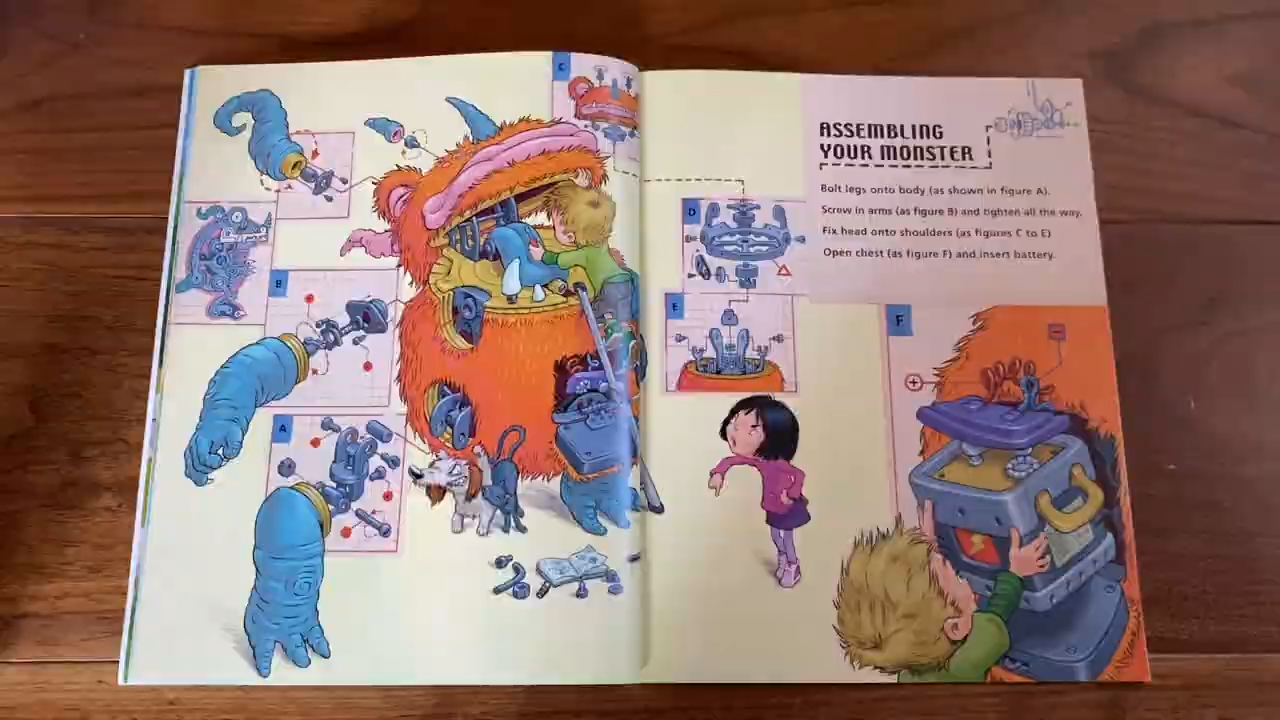 C
ASSEMBLING
YOUR MONSTER
Bolt legs onto body (as shown in figure A).
Screw in arms (as figure B) and tighten all the way.
Fix head onto shoulders (as figures C to E)
Open chest (as figure F) and insert battery.
D
B
E
F
A